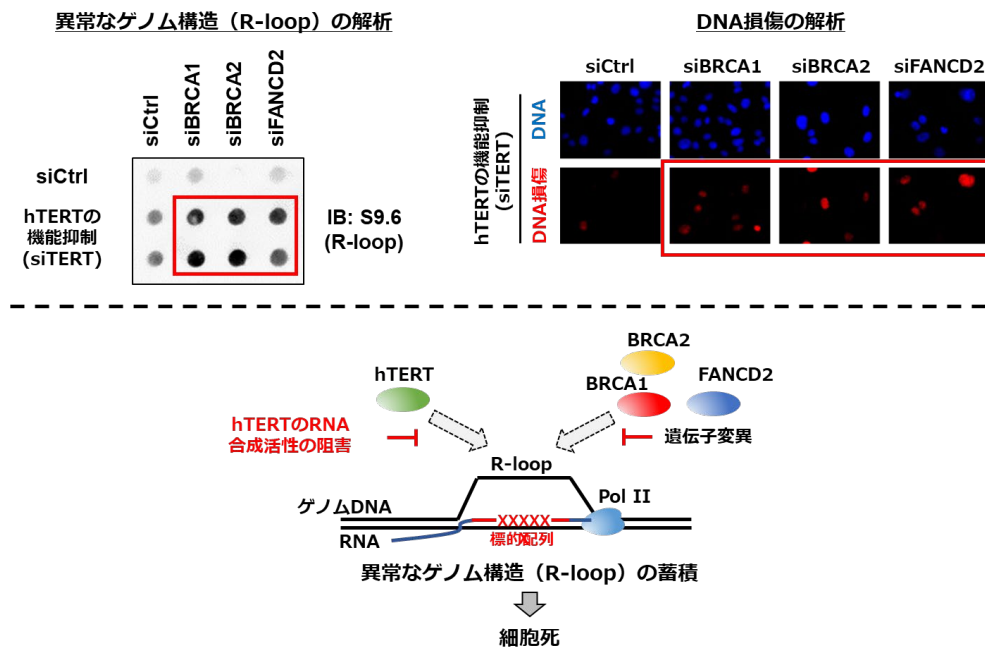 異常なゲノム構造（R-loop）の解析
siCtrl
siBRCA1
siBRCA2
siFANCD2
siCtrl
hTERTの
機能抑制
(siTERT)
IB: S9.6
(R-loop)
DNA損傷の解析
siCtrl
siBRCA1
siBRCA2
siFANCD2
hTERTの機能抑制
(siTERT)
DNA
DNA損傷
BRCA2
hTERT
BRCA1
FANCD2
hTERTのRNA
合成活性の阻害
遺伝子変異
R-loop
Pol II
ゲノムDNA
XXXXX
RNA
標的配列
X
異常なゲノム構造（R-loop）の蓄積
細胞死